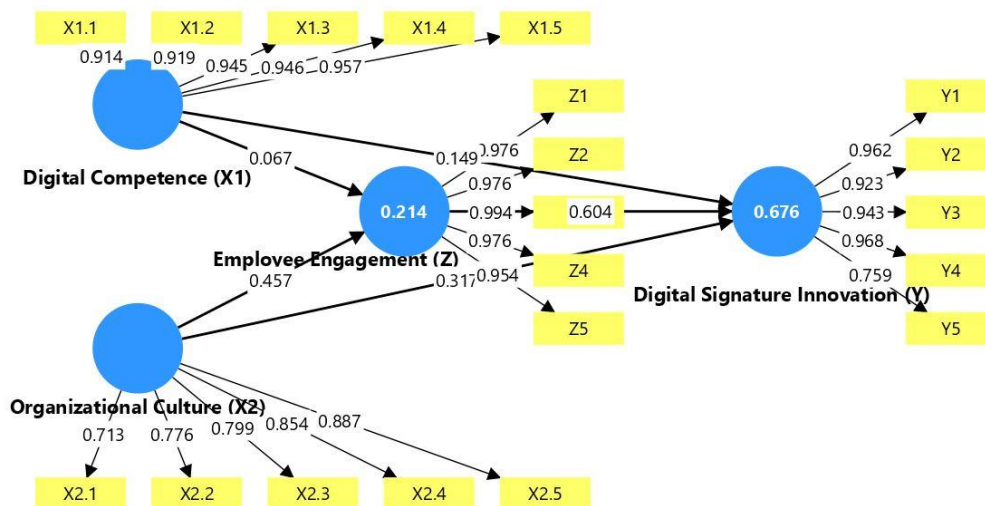 X1.1 X1.2 X1.3 X1.4 X1.5
0.914 0.919 0.945 0.946 0.957
Digital Competence (X1)
0.067
0.149
Z1
0.976
Z2
0.976
0.994
0.604
0.976
Z4
0.954
Z5
0.214
Employee Engagement (Z)
0.457
0.317
Y1
0.962
Y2
0.923
0.676
0.943
Y3
0.968
Y4
0.759
Y5
Digital Signature Innovation (Y)
Organizational Culture (X2)
0.713 0.776 0.799 0.854 0.887
X2.1 X2.2 X2.3 X2.4 X2.5